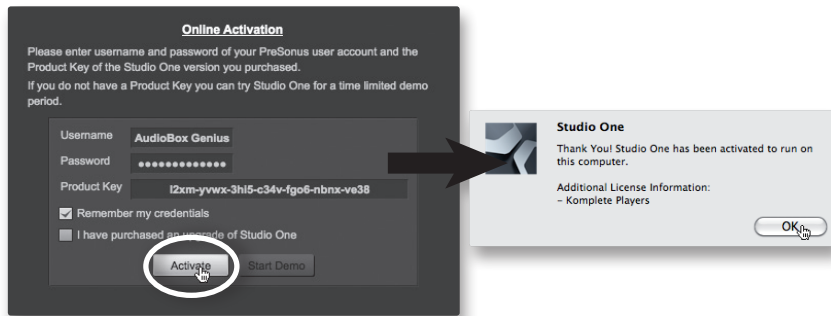 Online Activation
Please enter username and password of your PreSonus user account and the
Product Key of the Studio One version you purchased.
If you do not have a Product Key you can try Studio One for a time limited demo
period.
Username AudioBox Genius
Password
Product Key l2xm-yvwx-3hi5-c34v-fgo6-nbnx-ve38
Remember my credentials
I have purchased an upgrade of Studio One
Activate Start Demo
Studio One
Thank You! Studio One has been activated to run on
this computer.
Additional License Information:
- Komplete Players
OK